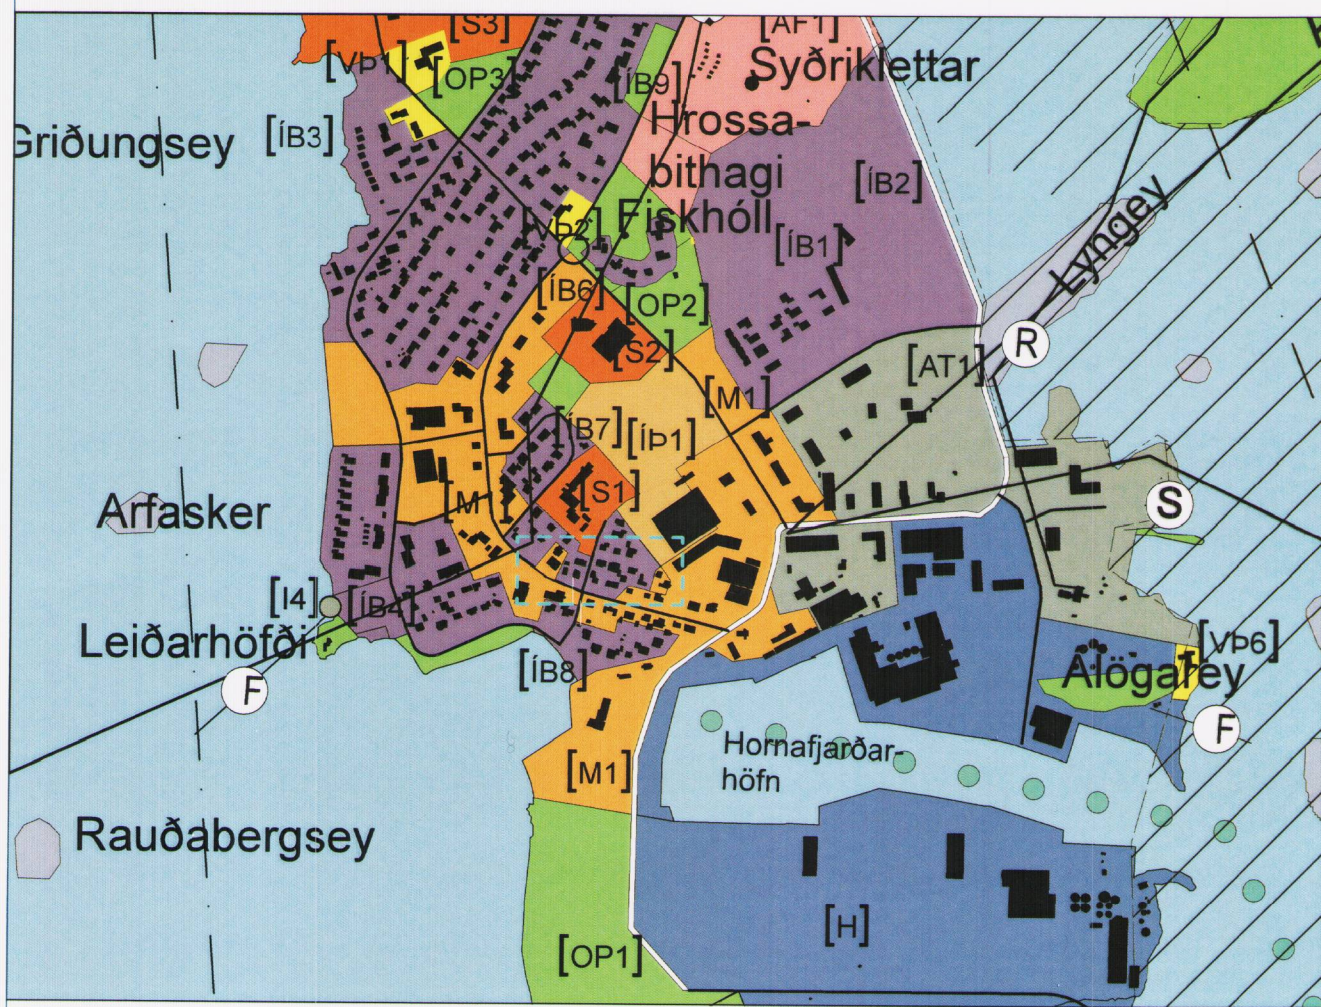 [S3]
[AF1]
[VÞ1]
[OP3]
[ÍB9]
Syðriklettar
Griðungsey
[ÍB3]
Hrossa-
bithagi
[ÍB2]
[VÞ2]
Fiskhóll
[ÍB1]
Lyngey
[ÍB6]
[OP2]
[S2]
R
[AT1]
[M1]
[ÍB7]
[ÍÞ1]
[S1]
[M
Arfasker
S
[I4]
[ÍB4]
Leiðarhöfði
[ÍB8]
[VÞ6]
Álögarey
F
F
Hornafjarðar-
höfn
[M1]
Rauðabergsey
[H]
[OP1]